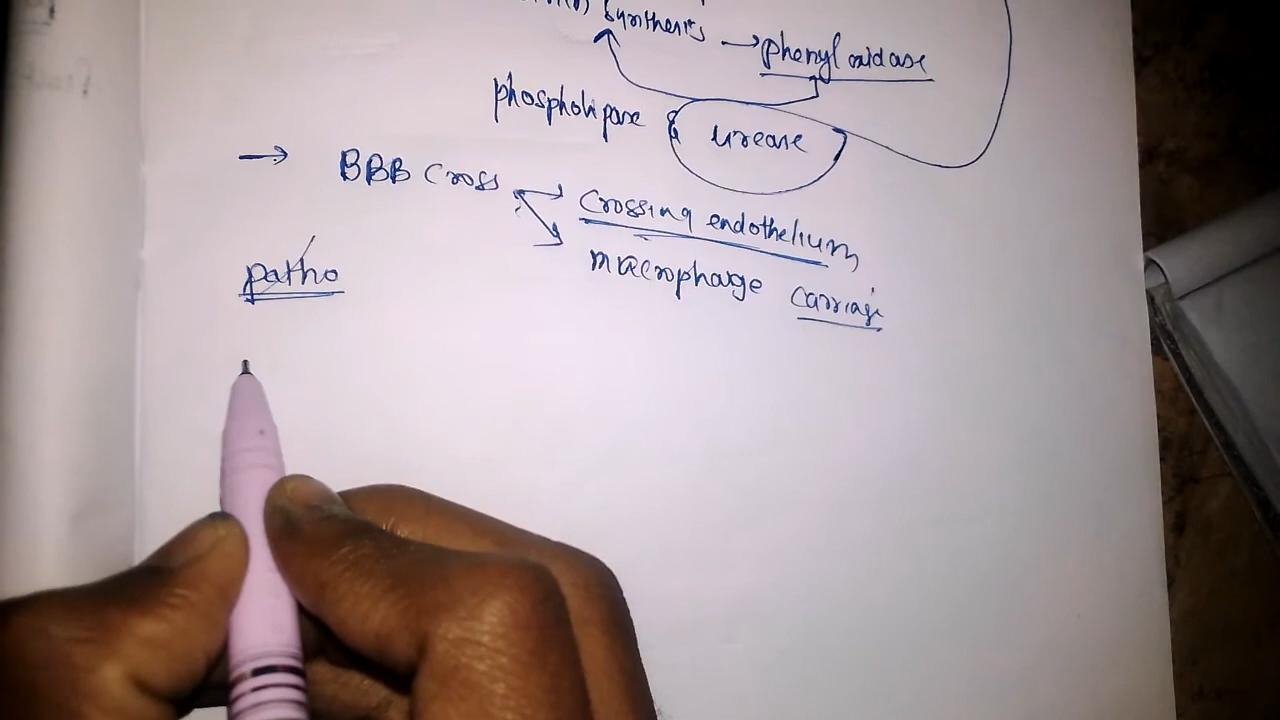 Synthesis → phenyl oxidase
phospholipase & urease
→ BBB Cross → Crossing endothelium
macrophage carriage
patho